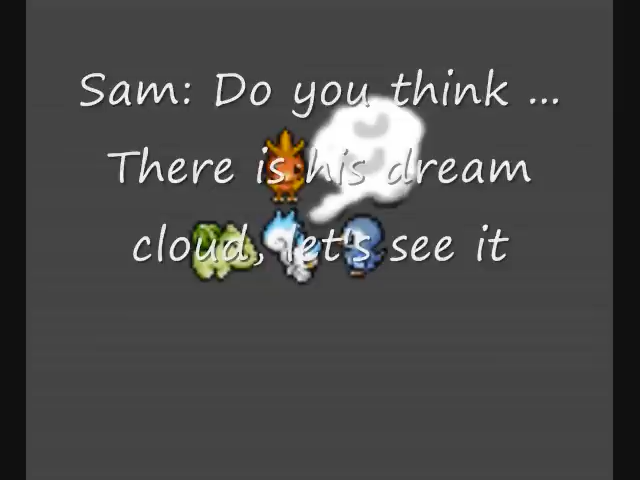 Sam: Do you think ...
There is his dream
cloud, let's see it